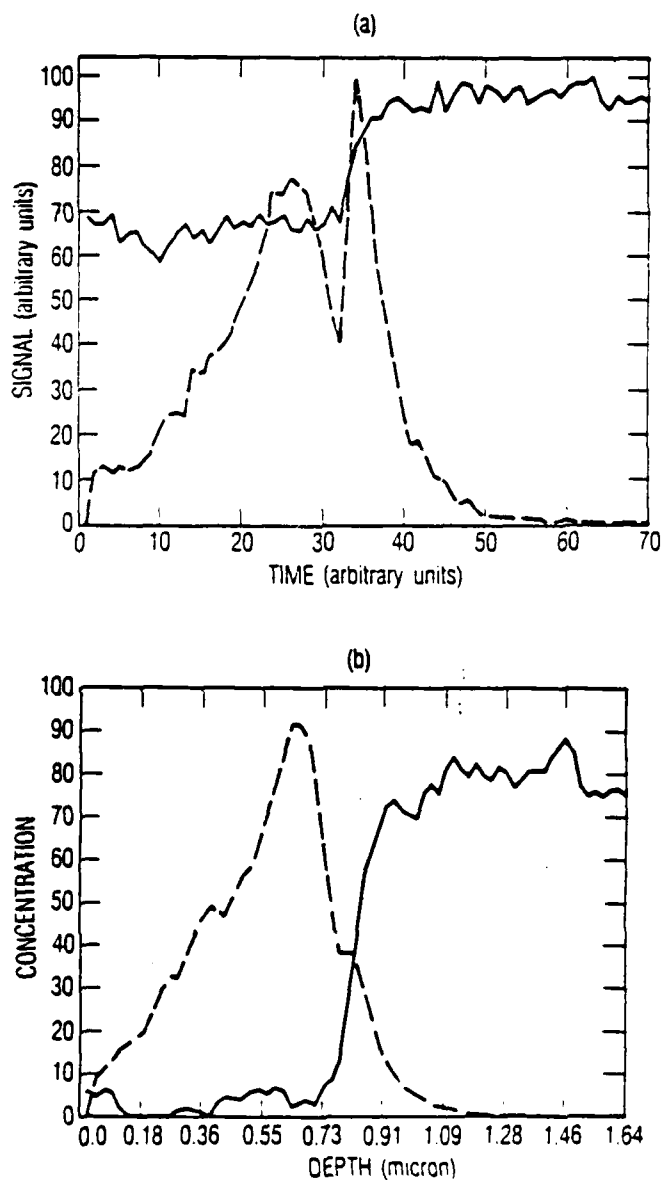 (a)
100
90
80
70
60
50
40
30
20
10
0
SIGNAL (arbitrary units)
0 10 20 30 40 50 60 70
TIME (arbitrary units)
(b)
100
90
80
70
60
50
40
30
20
10
0
CONCENTRATION
0.0 0.18 0.36 0.55 0.73 0.91 1.09 1.28 1.46 1.64
DEPTH (micron)